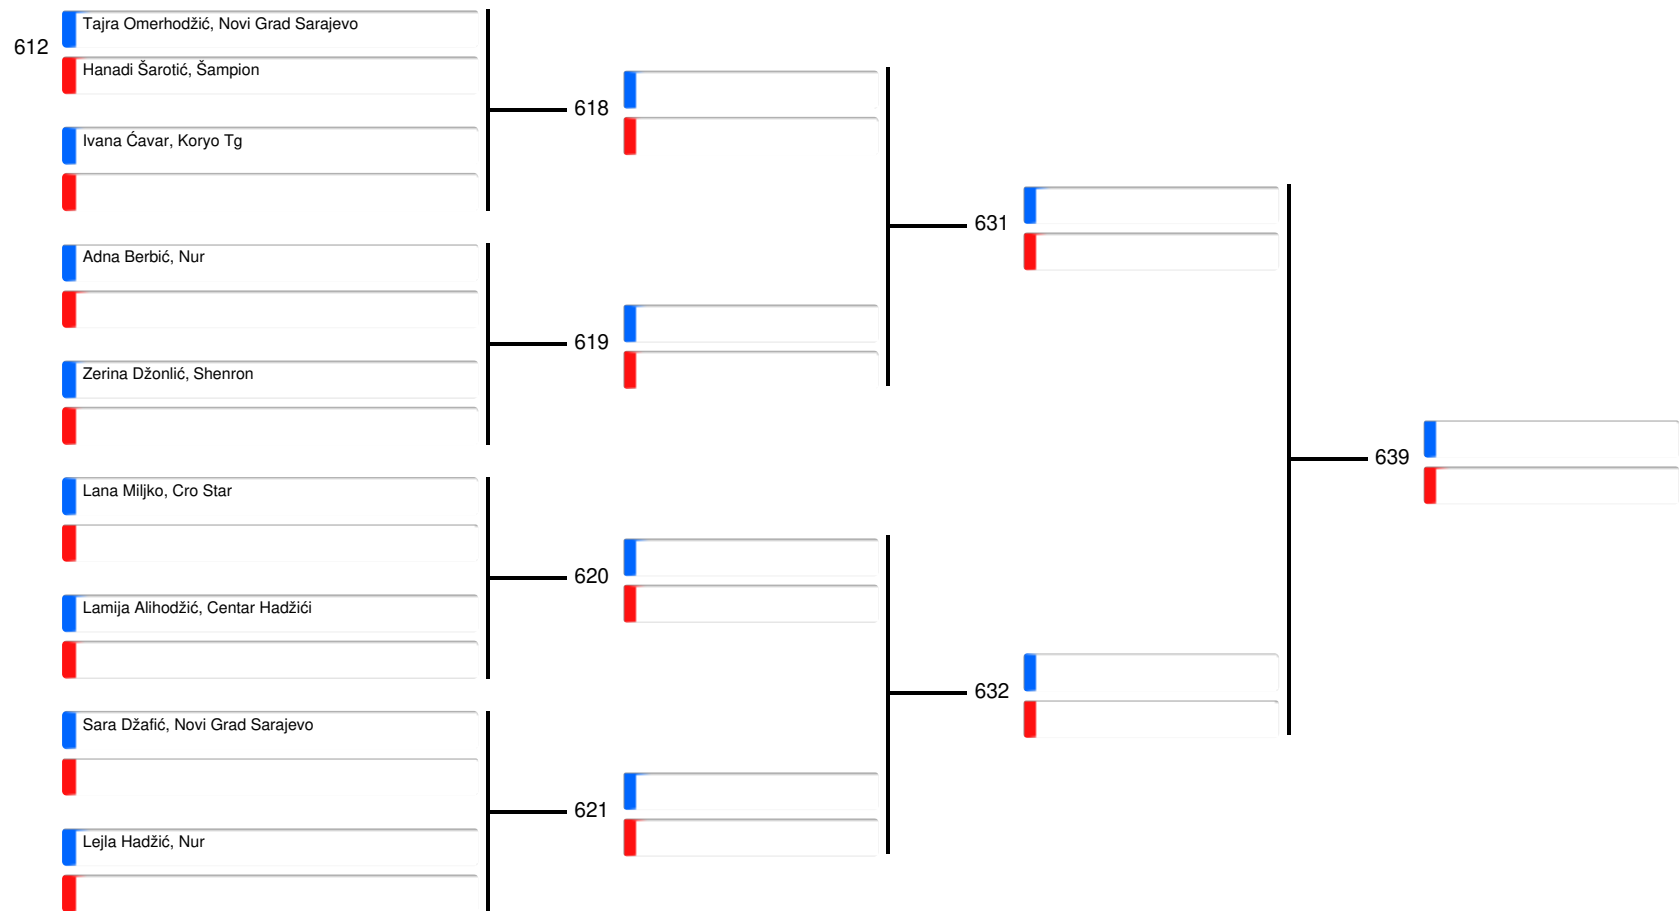 612
Tajra Omerhodžić, Novi Grad Sarajevo
Hanadi Šarotić, Šampion
618
Ivana Ćavar, Koryo Tg
631
Adna Berbić, Nur
619
Zerina Džonlić, Shenron
639
Lana Miljko, Cro Star
620
Lamija Alihodžić, Centar Hadžići
632
Sara Džafić, Novi Grad Sarajevo
621
Lejla Hadžić, Nur